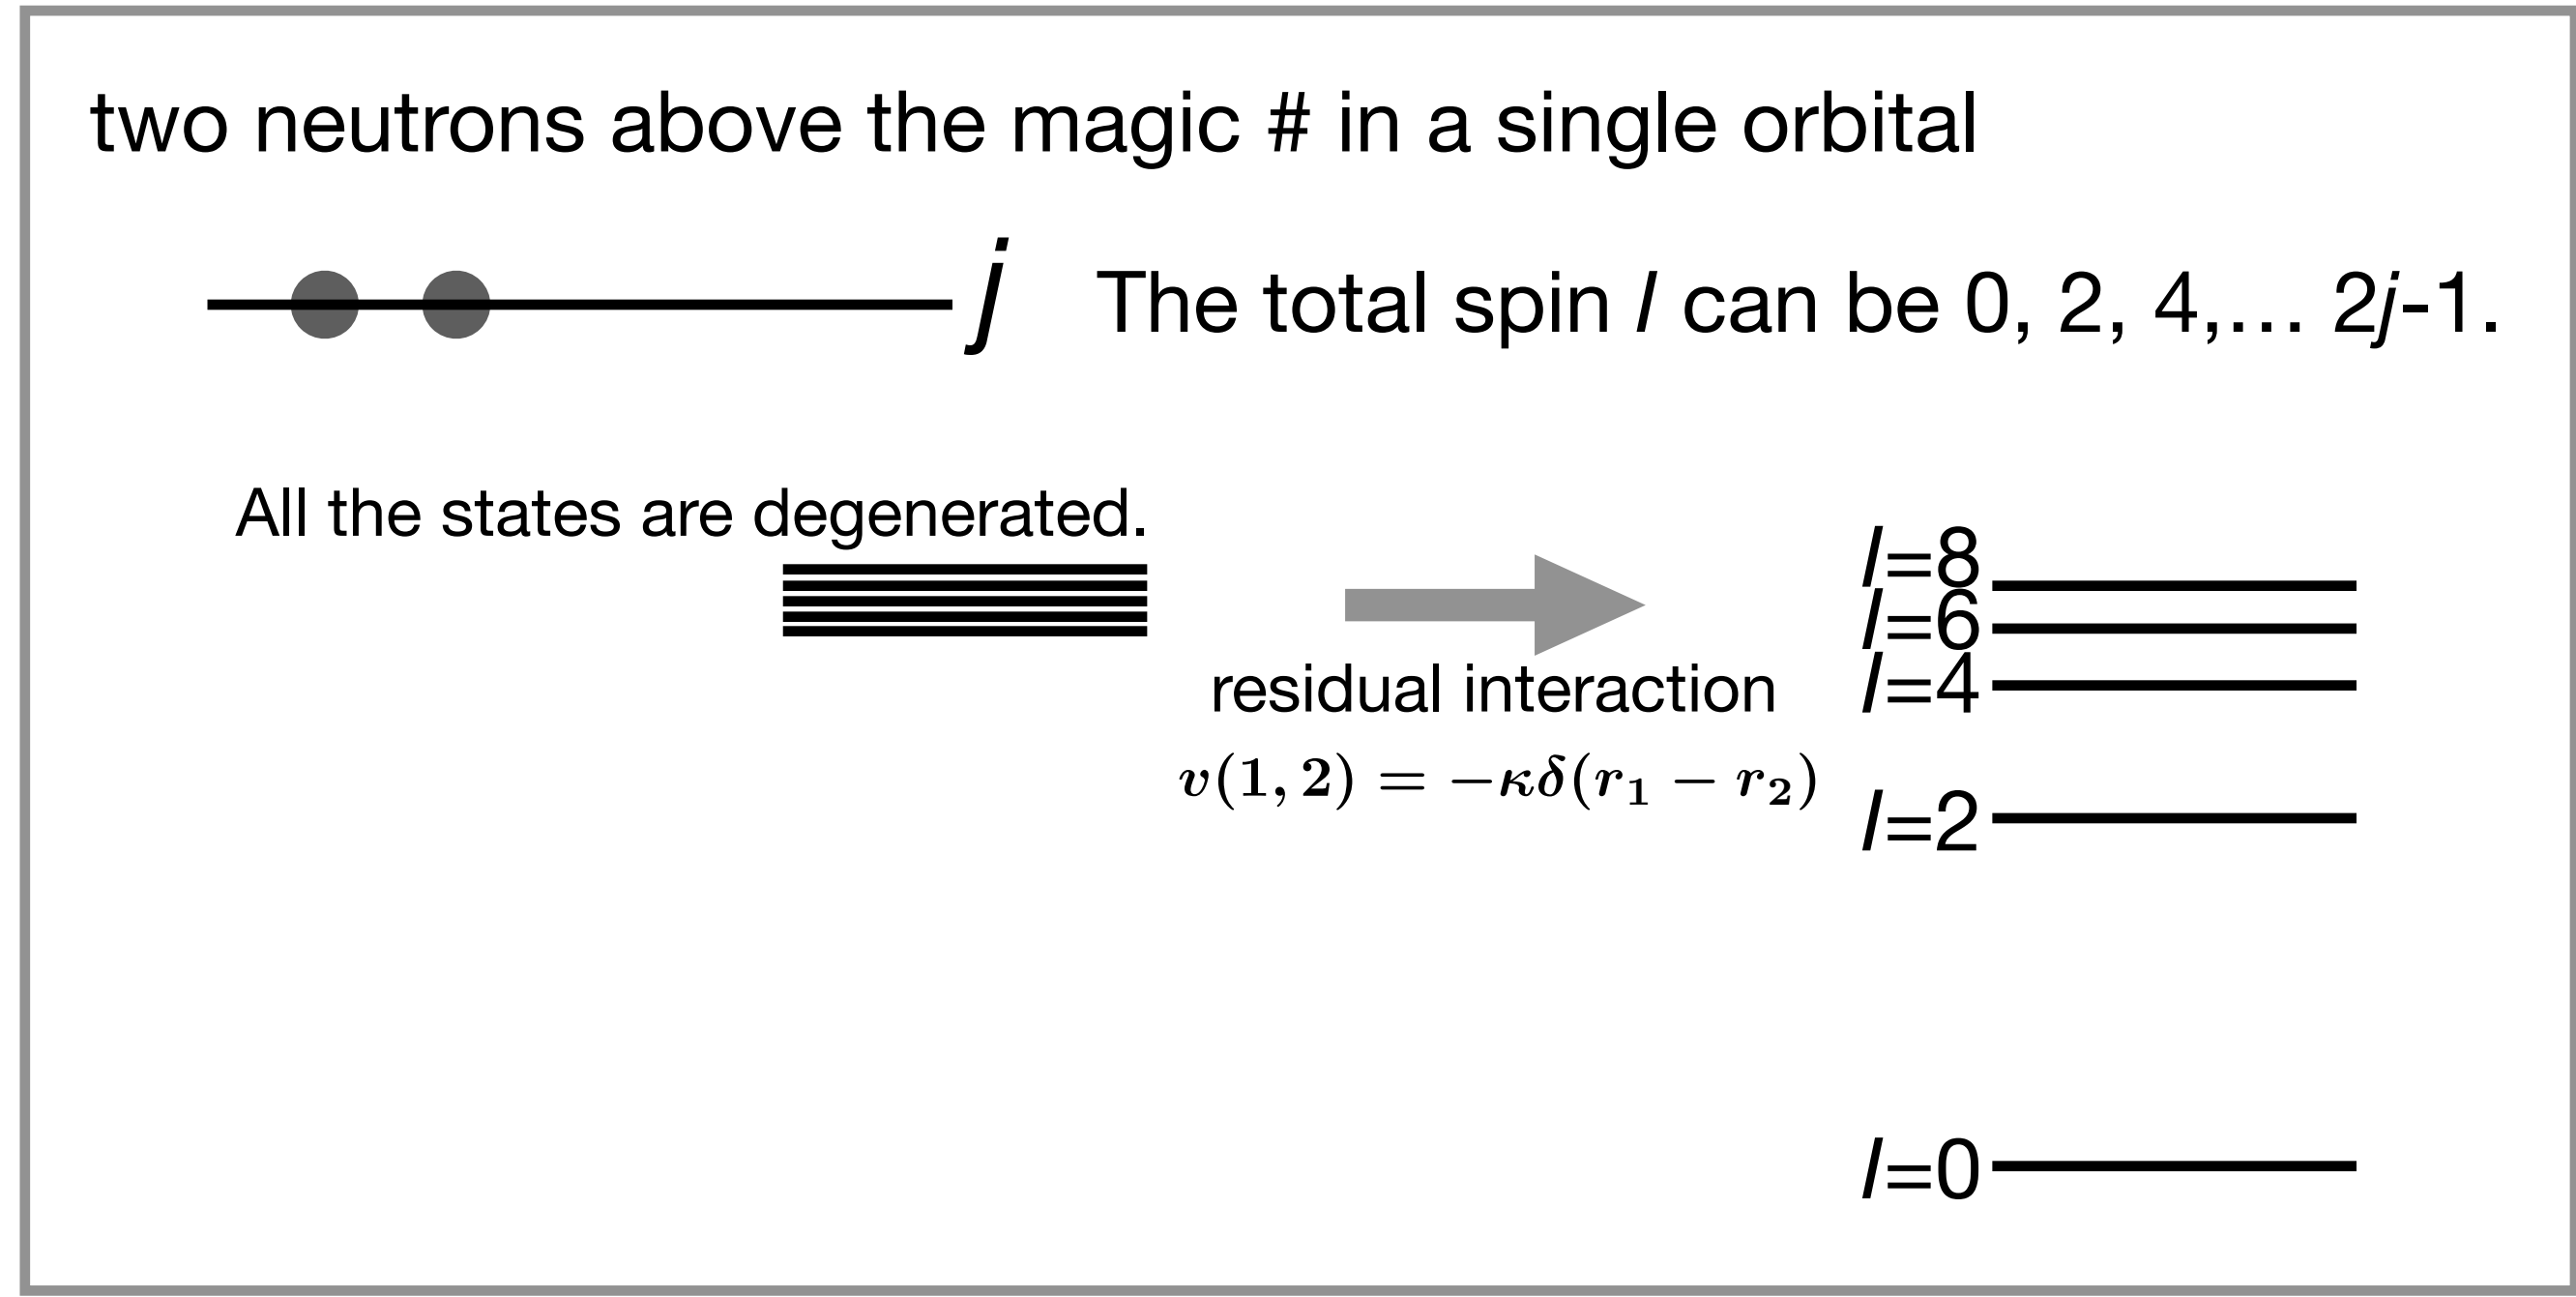 two neutrons above the magic # in a single orbital
j
The total spin I can be 0, 2, 4,... 2j-1.
All the states are degenerated.
residual interaction
v(1, 2) = −κδ(r₁ − r₂)
I=8
I=6
I=4
I=2
I=0